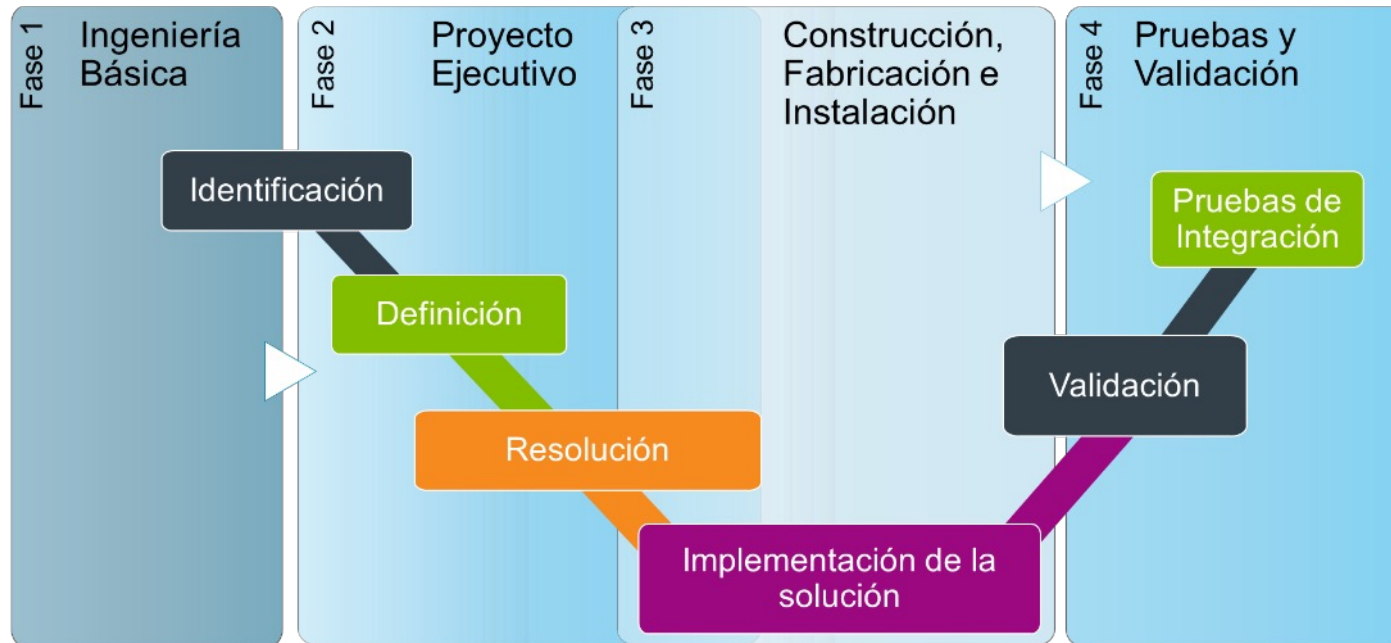 Fase 1
Ingeniería
Básica
Fase 2
Proyecto
Ejecutivo
Fase 3
Construcción,
Fabricación e
Instalación
Fase 4
Pruebas y
Validación
Identificación
Definición
Resolución
Implementación de la
solución
Validación
Pruebas de
Integración